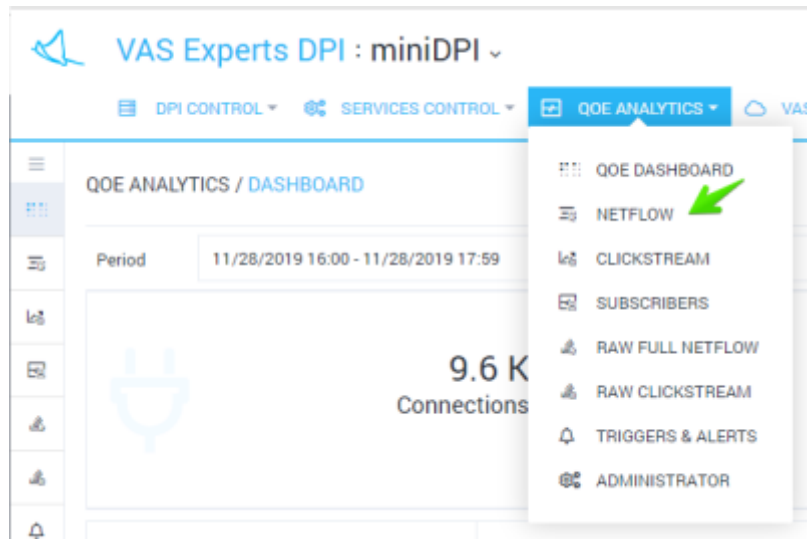 VAS Experts DPI : miniDPI
DPI CONTROL SERVICES CONTROL QOE ANALYTICS VAS
QOE ANALYTICS / DASHBOARD
Period 11/28/2019 16:00 - 11/28/2019 17:59
9.6 K
Connections
QOE DASHBOARD
NETFLOW
CLICKSTREAM
SUBSCRIBERS
RAW FULL NETFLOW
RAW CLICKSTREAM
TRIGGERS & ALERTS
ADMINISTRATOR